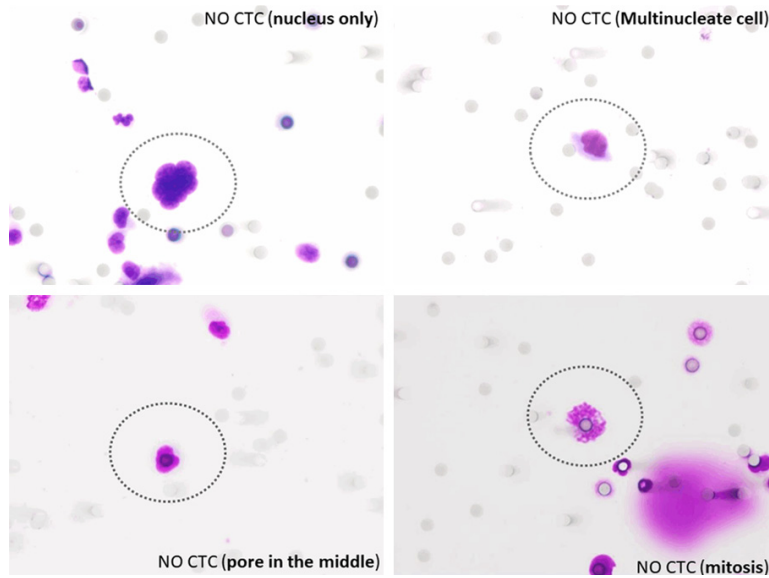 NO CTC (nucleus only)
NO CTC (Multinucleate cell)
NO CTC (pore in the middle)
NO CTC (mitosis)